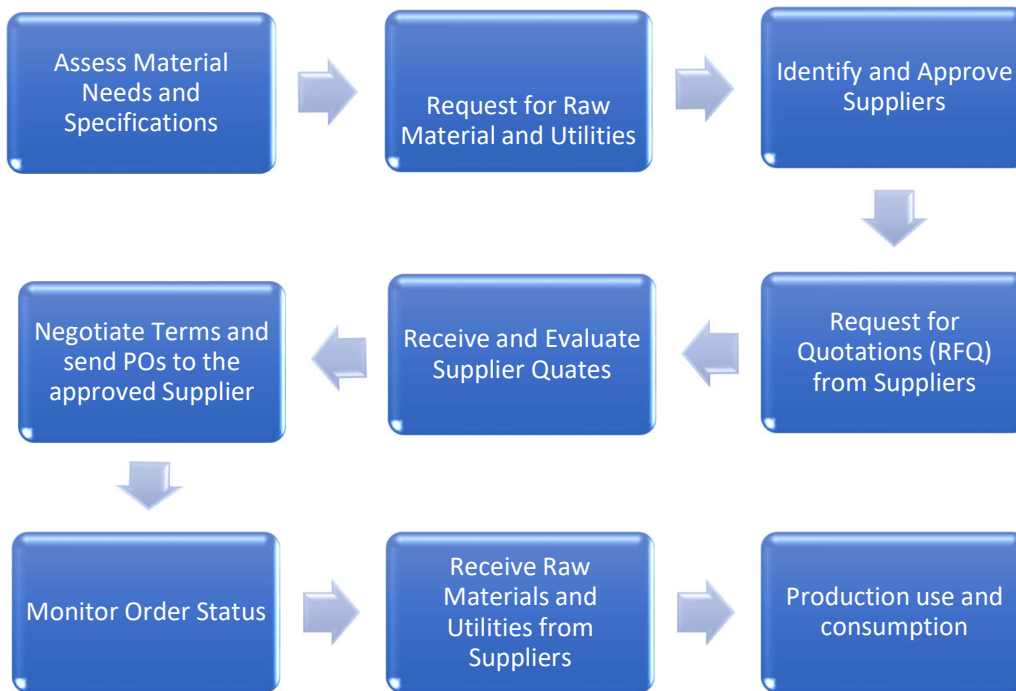 Assess Material
Needs and
Specifications
Request for Raw
Material and Utilities
Identify and Approve
Suppliers
Request for
Quotations (RFQ)
from Suppliers
Receive and Evaluate
Supplier Quates
Negotiate Terms and
send POs to the
approved Supplier
Monitor Order Status
Receive Raw
Materials and
Utilities from
Suppliers
Production use and
consumption